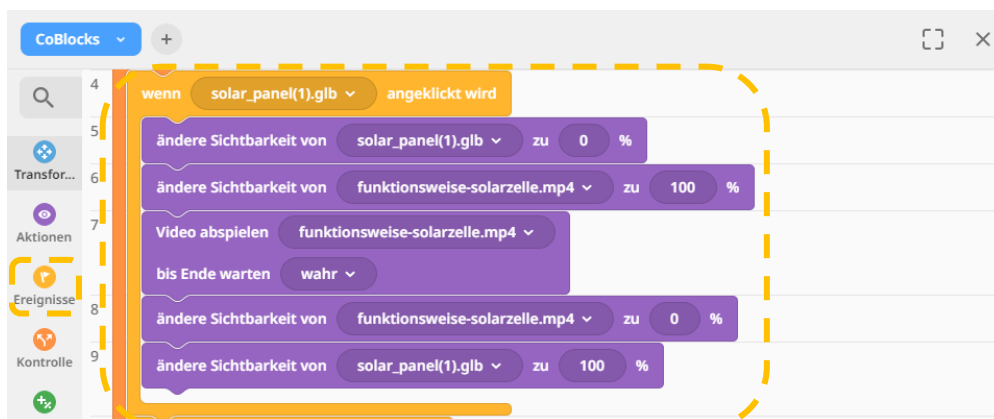 CoBlocks
4 wenn solar_panel(1).glb angeklickt wird
5 ändere Sichtbarkeit von solar_panel(1).glb zu 0 %
Transfor...
6 ändere Sichtbarkeit von funktionsweise-solarzelle.mp4 zu 100 %
7 Video abspielen funktionsweise-solarzelle.mp4
Aktionen
bis Ende warten wahr
Ereignisse
8 ändere Sichtbarkeit von funktionsweise-solarzelle.mp4 zu 0 %
Kontrolle
9 ändere Sichtbarkeit von solar_panel(1).glb zu 100 %